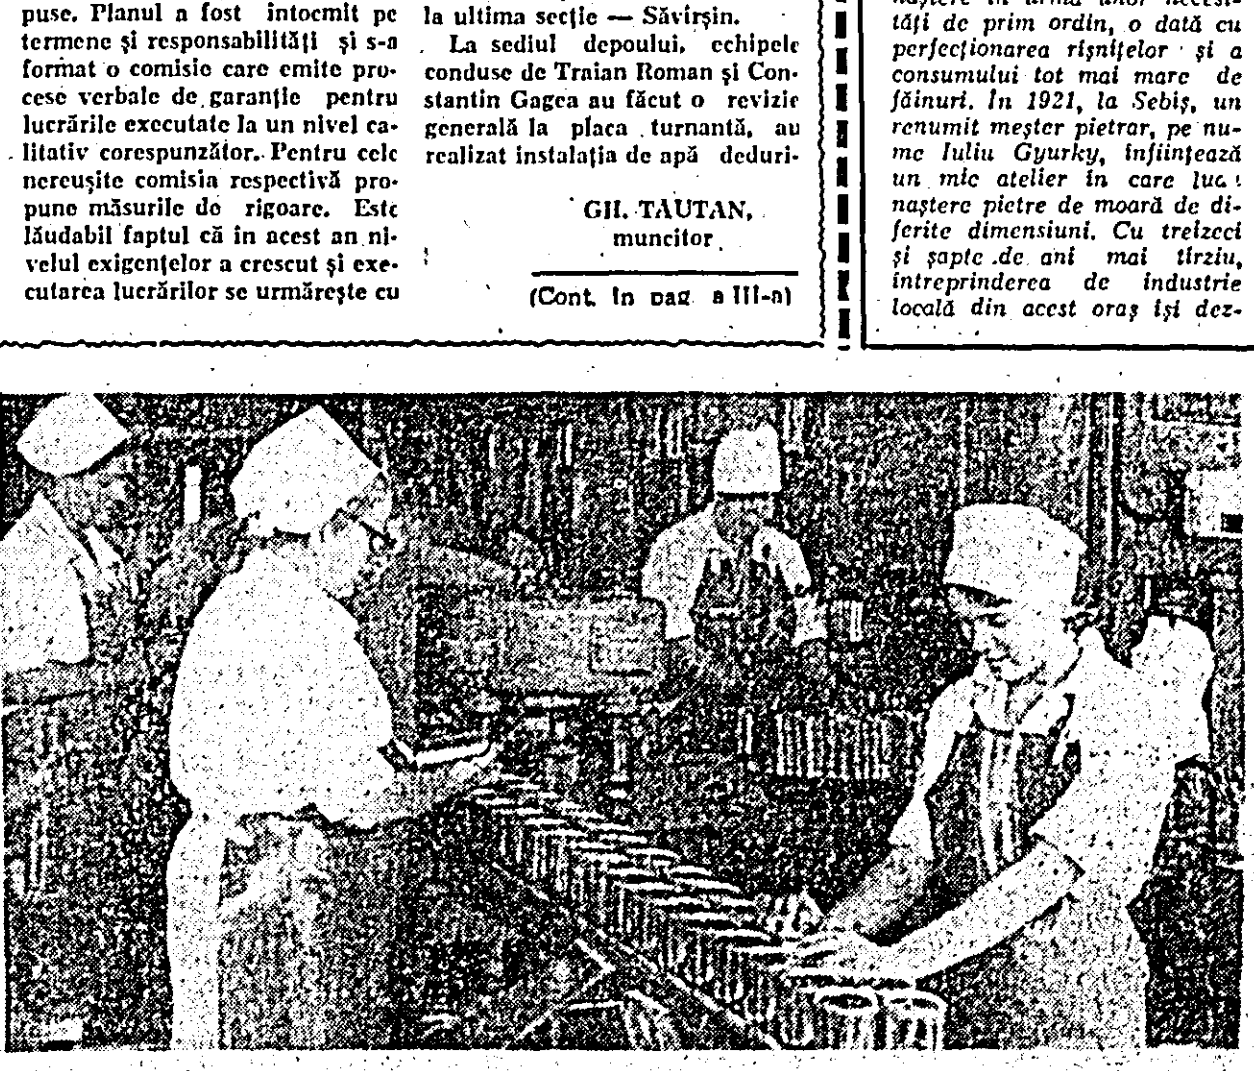 puse. Planul a fost întocmit pe
termene și responsabilități și s-a
format o comisie care emite pro-
cese verbale de garanție pentru
lucrările executate la un nivel ca-
litativ corespunzător. Pentru cele
nereușite comisia respectivă pro-
pune măsurile de rigoare. Este
lăudabil faptul că în acest an ni-
velul exigențelor a crescut și exe-
cutarea lucrărilor se urmărește cu
la ultima secție — Săvîrșin.
La sediul depoului, echipele
conduse de Traian Roman și Con-
stantin Gagea au făcut o revizie
generală la placa turnantă, au
realizat instalația de apă deduri-
GH. TĂUTAN,
muncitor
(Cont. în pag. a III-a)
naștere în urma unor necesi-
tăți de prim ordin, o dată cu
perfecționarea rîșnițelor și a
consumului tot mai mare de
făinuri. În 1921, la Sebiș, un
renumit meșter pietrar, pe nu-
me Iuliu Gyurky, înființează
un mic atelier în care
naștere pietre de moară de di-
ferite dimensiuni. Cu treizeci
și șapte de ani mai tîrziu,
întreprinderea de industrie
locală din acest oraș își dez-